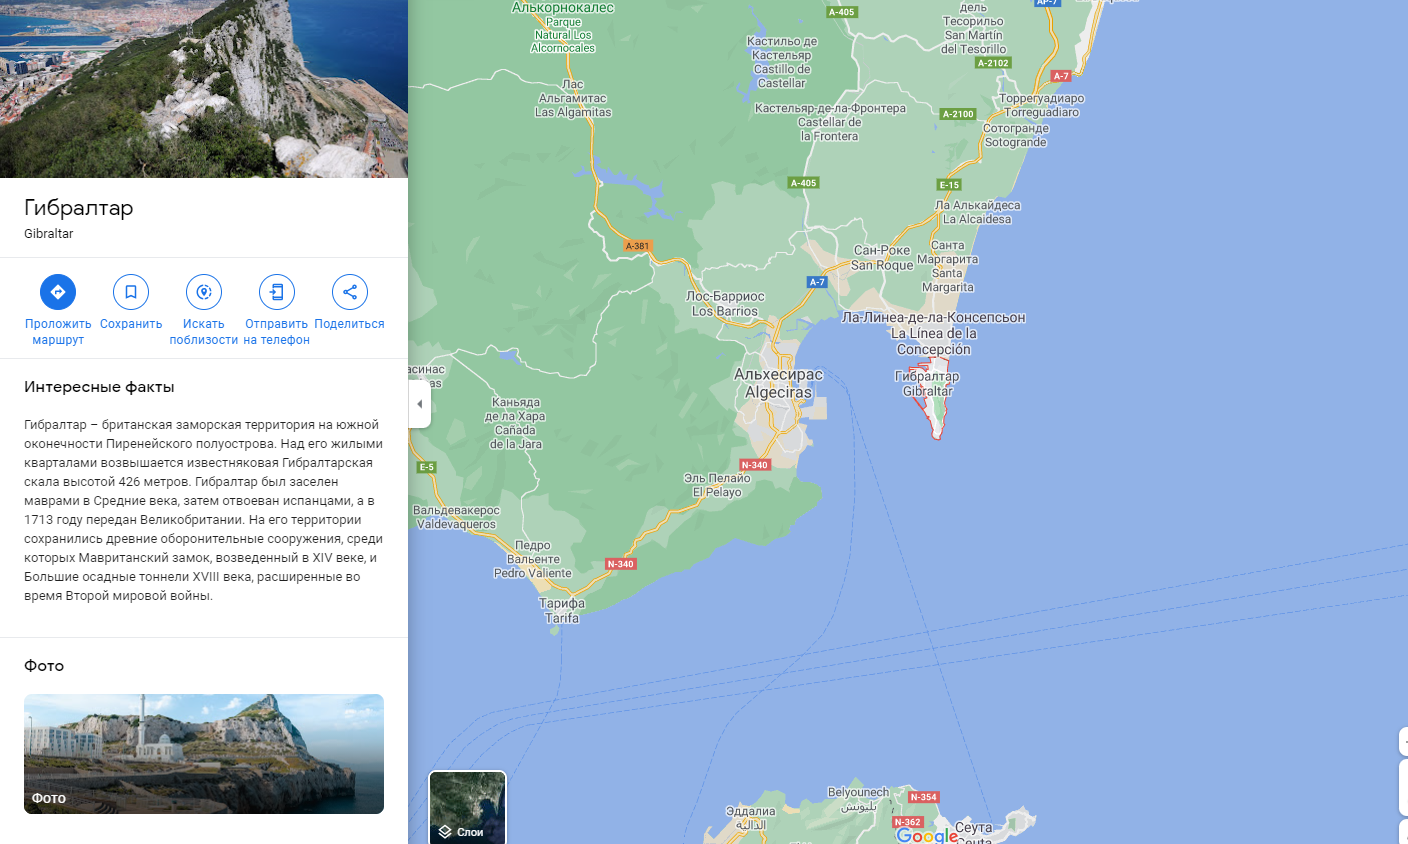 Гибралтар
Gibraltar
Проложить
маршрут
Сохранить
Искать
поблизости
Отправить
на телефон
Поделиться
Интересные факты
Гибралтар – британская заморская территория на южной
оконечности Пиренейского полуострова. Над его жилыми
кварталами возвышается известняковая Гибралтарская
скала высотой 426 метров. Гибралтар был заселен
маврами в Средние века, затем отвоеван испанцами, а в
1713 году передан Великобритании. На его территории
сохранились древние оборонительные сооружения, среди
которых Мавританский замок, возведенный в XIV веке, и
Большие осадные тоннели XVIII века, расширенные во
время Второй мировой войны.
Фото
Фото
Слои
Алькорнокалес
Parque
Natural Los
Alcornocales
A-405
дель
Тесорильо
San Martín
del Tesorillo
AP-7
A-2102
A-7
Кастильо де
Кастельяр
Castillo de
Castellar
Лас
Альгамитас
Las Algamitas
Кастельяр-де-ла-Фронтера
Castellar de
la Frontera
A-2100
Торрегуадиаро
Torreguadiaro
Сотогранде
Sotogrande
A-405
E-15
Ла Алькайдеса
La Alcaidesa
A-381
Сан-Роке
San Roque
Санта
Маргарита
Santa
Margarita
A-7
Лос-Барриос
Los Barrios
Ла-Линеа-де-ла-Консепсьон
La Línea de la
Concepción
асинас
as
Альхесирас
Algeciras
Гибралтар
Gibraltar
Каньяда
де ла Хара
Cañada
de la Jara
E-5
N-340
Эль Пелайо
El Pelayo
Вальдевакерос
Valdevaqueros
Педро
Вальенте
Pedro Valiente
N-340
Тарифа
Tarifa
Belyounech
بليونش
N-354
Эддалиа
الدالية
N-362
Google
Сеута
Ceuta